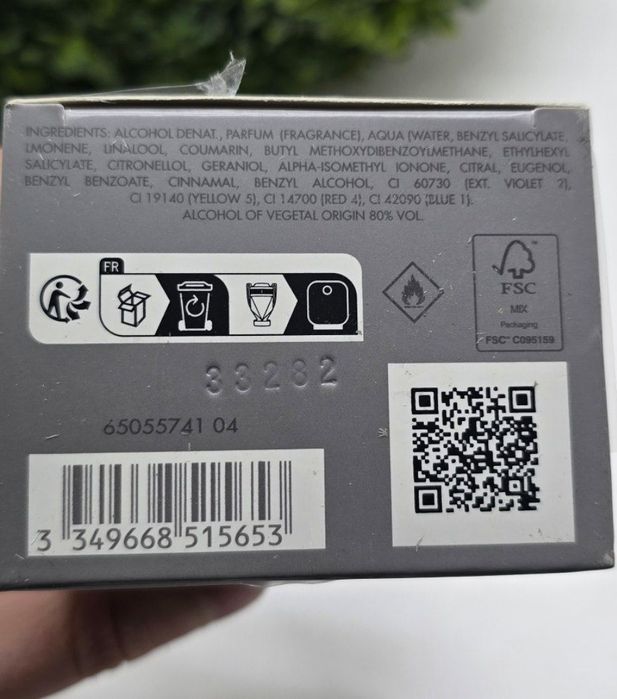 INGREDIENTS: ALCOHOL DENAT., PARFUM (FRAGRANCE), AQUA (WATER, BENZYL SALICYLATE,
LMONENE, LINALOOL, COUMARIN, BUTYL METHOXYDIBENZOYLMETHANE, ETHYLHEXYL
SALICYLATE, CITRONELLOL, GERANIOL, ALPHA-ISOMETHYL IONONE, CITRAL, EUGENOL,
BENZYL BENZOATE, CINNAMAL, BENZYL ALCOHOL, CI 60730 (EXT. VIOLET 2),
CI 19140 (YELLOW 5), CI 14700 (RED 4), CI 42090 (BLUE 1).
ALCOHOL OF VEGETAL ORIGIN 80% VOL.
FR
FSC
MIX
Packaging
FSC™ C095159
33282
65055741 04
3 349668 515653